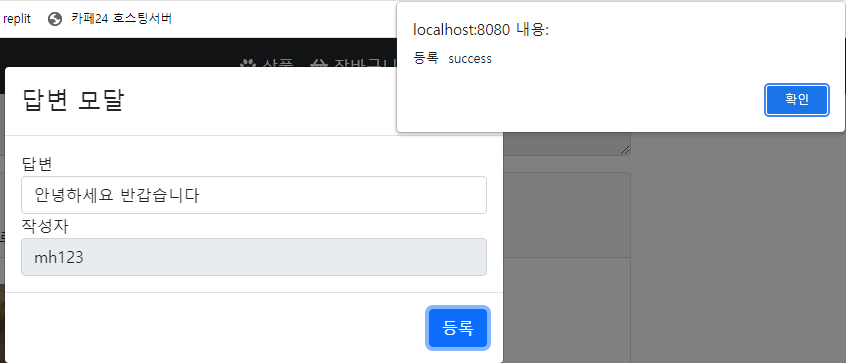 replit 카페24 호스팅서버
localhost:8080 내용:
등록 success
확인
상품
답변 모달
답변
안녕하세요 반갑습니다
작성자
mh123
등록